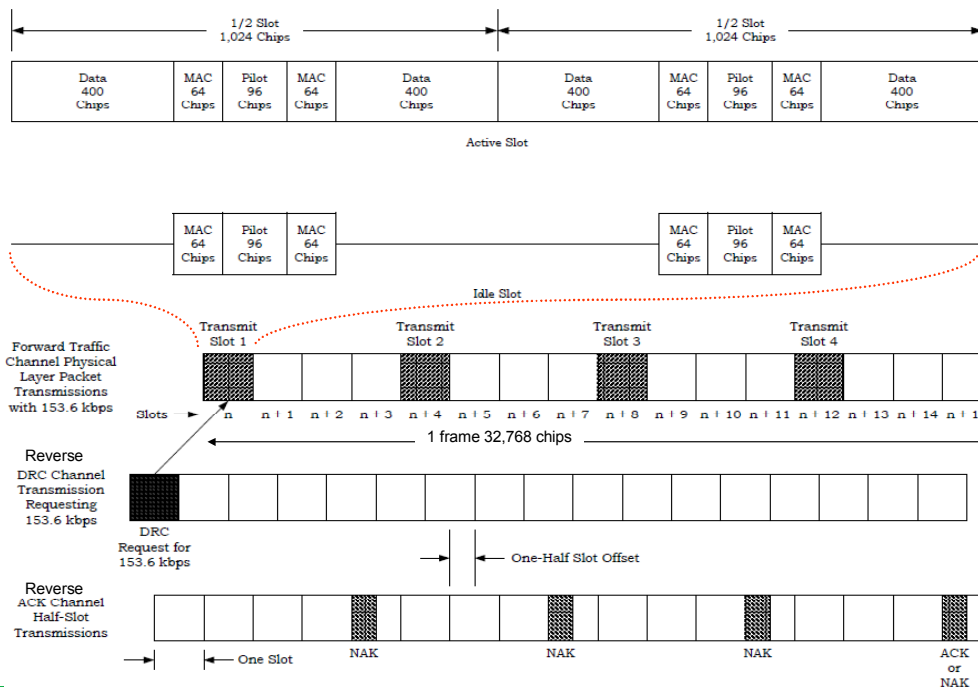 1/2 Slot
1,024 Chips
1/2 Slot
1,024 Chips
Data
400
Chips
MAC
64
Chips
Pilot
96
Chips
MAC
64
Chips
Data
400
Chips
Data
400
Chips
MAC
64
Chips
Pilot
96
Chips
MAC
64
Chips
Data
400
Chips
Active Slot
MAC
64
Chips
Pilot
96
Chips
MAC
64
Chips
MAC
64
Chips
Pilot
96
Chips
MAC
64
Chips
Idle Slot
Forward Traffic
Channel Physical
Layer Packet
Transmissions
with 153.6 kbps
Transmit
Slot 1
Transmit
Slot 2
Transmit
Slot 3
Transmit
Slot 4
Slots
n n + 1 n + 2 n + 3 n + 4 n + 5 n + 6 n + 7 n + 8 n + 9 n + 10 n + 11 n + 12 n + 13 n + 14 n + 1
1 frame 32,768 chips
Reverse
DRC Channel
Transmission
Requesting
153.6 kbps
DRC
Request for
153.6 kbps
One-Half Slot Offset
Reverse
ACK Channel
Half-Slot
Transmissions
One Slot
NAK
NAK
NAK
ACK
or
NAK